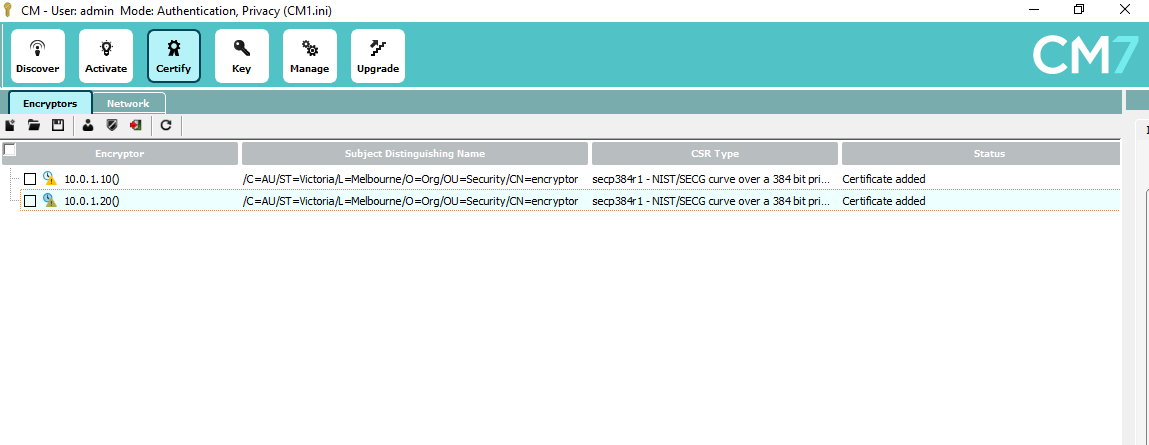 CM - User: admin Mode: Authentication, Privacy (CM1.ini)
Discover Activate Certify Key Manage Upgrade
CM7
Encryptors Network
Encryptor Subject Distinguishing Name CSR Type Status
10.0.1.10() /C=AU/ST=Victoria/L=Melbourne/O=Org/OU=Security/CN=encryptor secp384r1 - NIST/SECG curve over a 384 bit pri... Certificate added
10.0.1.20() /C=AU/ST=Victoria/L=Melbourne/O=Org/OU=Security/CN=encryptor secp384r1 - NIST/SECG curve over a 384 bit pri... Certificate added